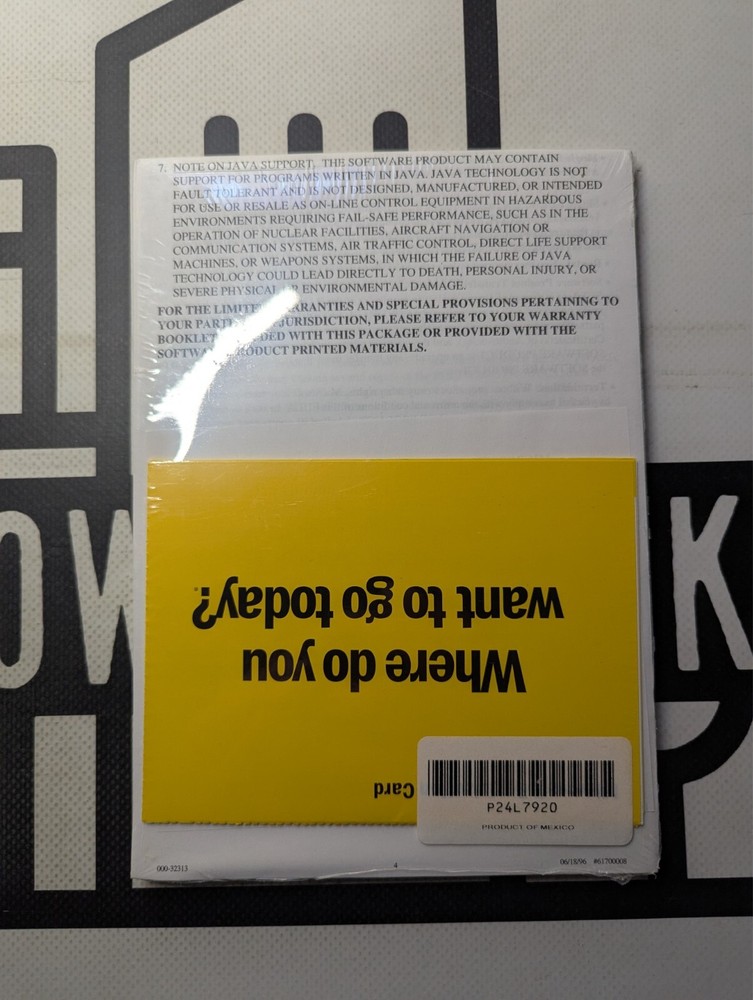 7. NOTE ON JAVA SUPPORT. THE SOFTWARE PRODUCT MAY CONTAIN
SUPPORT FOR PROGRAMS WRITTEN IN JAVA. JAVA TECHNOLOGY IS NOT
FAULT TOLERANT AND IS NOT DESIGNED, MANUFACTURED, OR INTENDED
FOR USE OR RESALE AS ON-LINE CONTROL EQUIPMENT IN HAZARDOUS
ENVIRONMENTS REQUIRING FAIL-SAFE PERFORMANCE, SUCH AS IN THE
OPERATION OF NUCLEAR FACILITIES, AIRCRAFT NAVIGATION OR
COMMUNICATION SYSTEMS, AIR TRAFFIC CONTROL, DIRECT LIFE SUPPORT
MACHINES, OR WEAPONS SYSTEMS, IN WHICH THE FAILURE OF JAVA
TECHNOLOGY COULD LEAD DIRECTLY TO DEATH, PERSONAL INJURY, OR
SEVERE PHYSICAL OR ENVIRONMENTAL DAMAGE.
FOR THE LIMITED WARRANTIES AND SPECIAL PROVISIONS PERTAINING TO
YOUR JURISDICTION, PLEASE REFER TO YOUR WARRANTY
BOOKLET WITH THIS PACKAGE OR PROVIDED WITH THE
SOFTWARE PRODUCT PRINTED MATERIALS.
Where do you
want to go today?
Card
P24L7920
PRODUCT OF MEXICO
000-32313
4
06/18/96 #61700008
OW
K